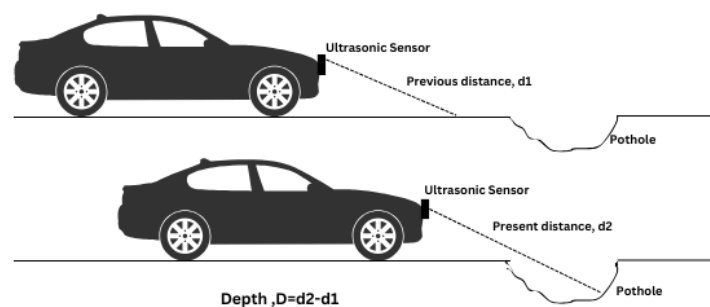 Ultrasonic Sensor
Previous distance, d1
Pothole
Ultrasonic Sensor
Present distance, d2
Pothole
Depth ,D=d2-d1